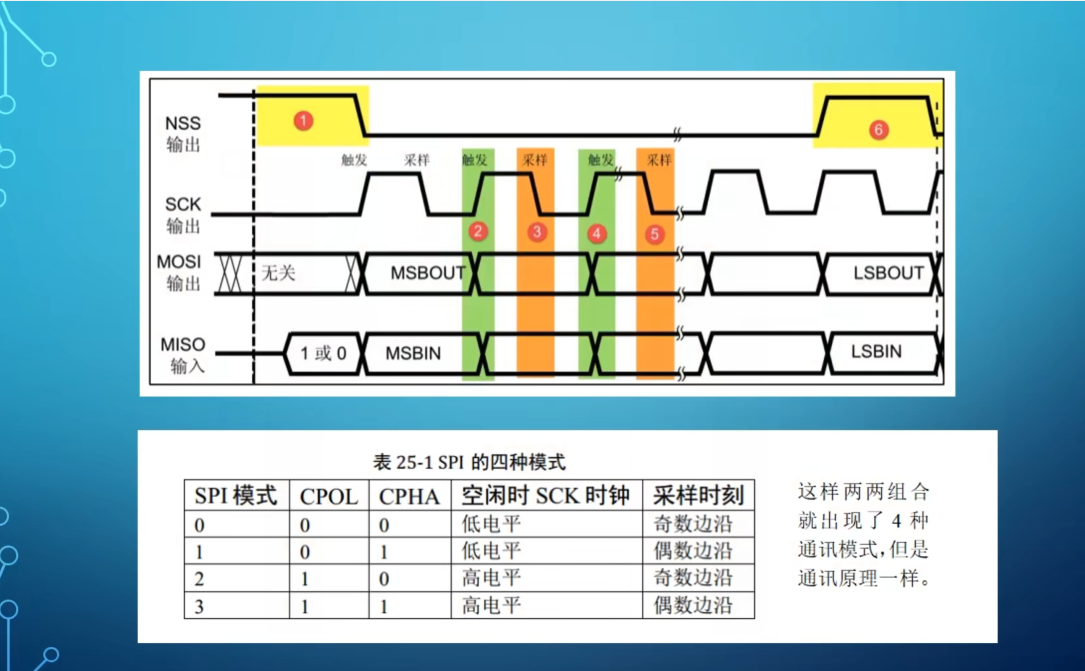 NSS
输出
1
6
触发
采样
触发
采样
触发
采样
SCK
输出
2
3
4
5
MOSI
输出
无关
MSBOUT
LSBOUT
MISO
输入
1 或 0
MSBIN
LSBIN
表 25-1 SPI 的四种模式
SPI 模式 CPOL CPHA 空闲时 SCK 时钟 采样时刻
0 0 0 低电平 奇数边沿
1 0 1 低电平 偶数边沿
2 1 0 高电平 奇数边沿
3 1 1 高电平 偶数边沿
这样两两组合
就出现了 4 种
通讯模式,但是
通讯原理一样。